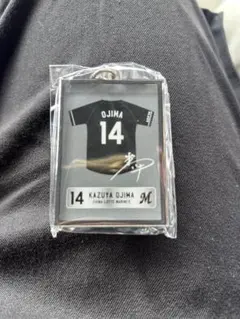 OJIMA
14
14 KAZUYA OJIMA M
CHIBA LOTTE MARINES